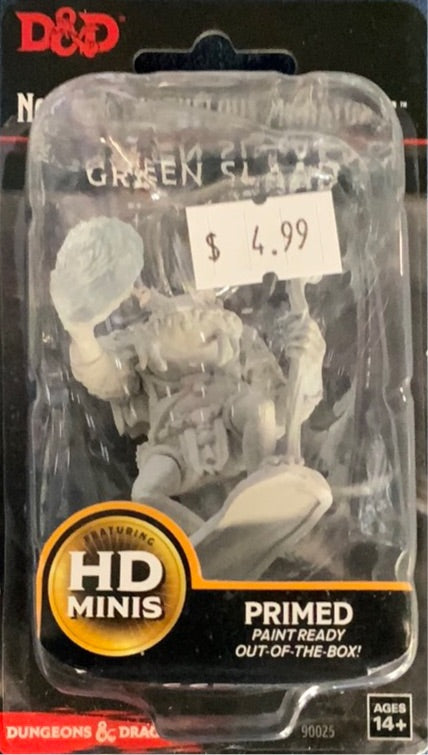 D&D
GREEN SLAAD
$ 4.99
FEATURING
HD
MINIS
PRIMED
PAINT READY
OUT-OF-THE-BOX!
DUNGEONS & DRAG
90025
AGES
14+